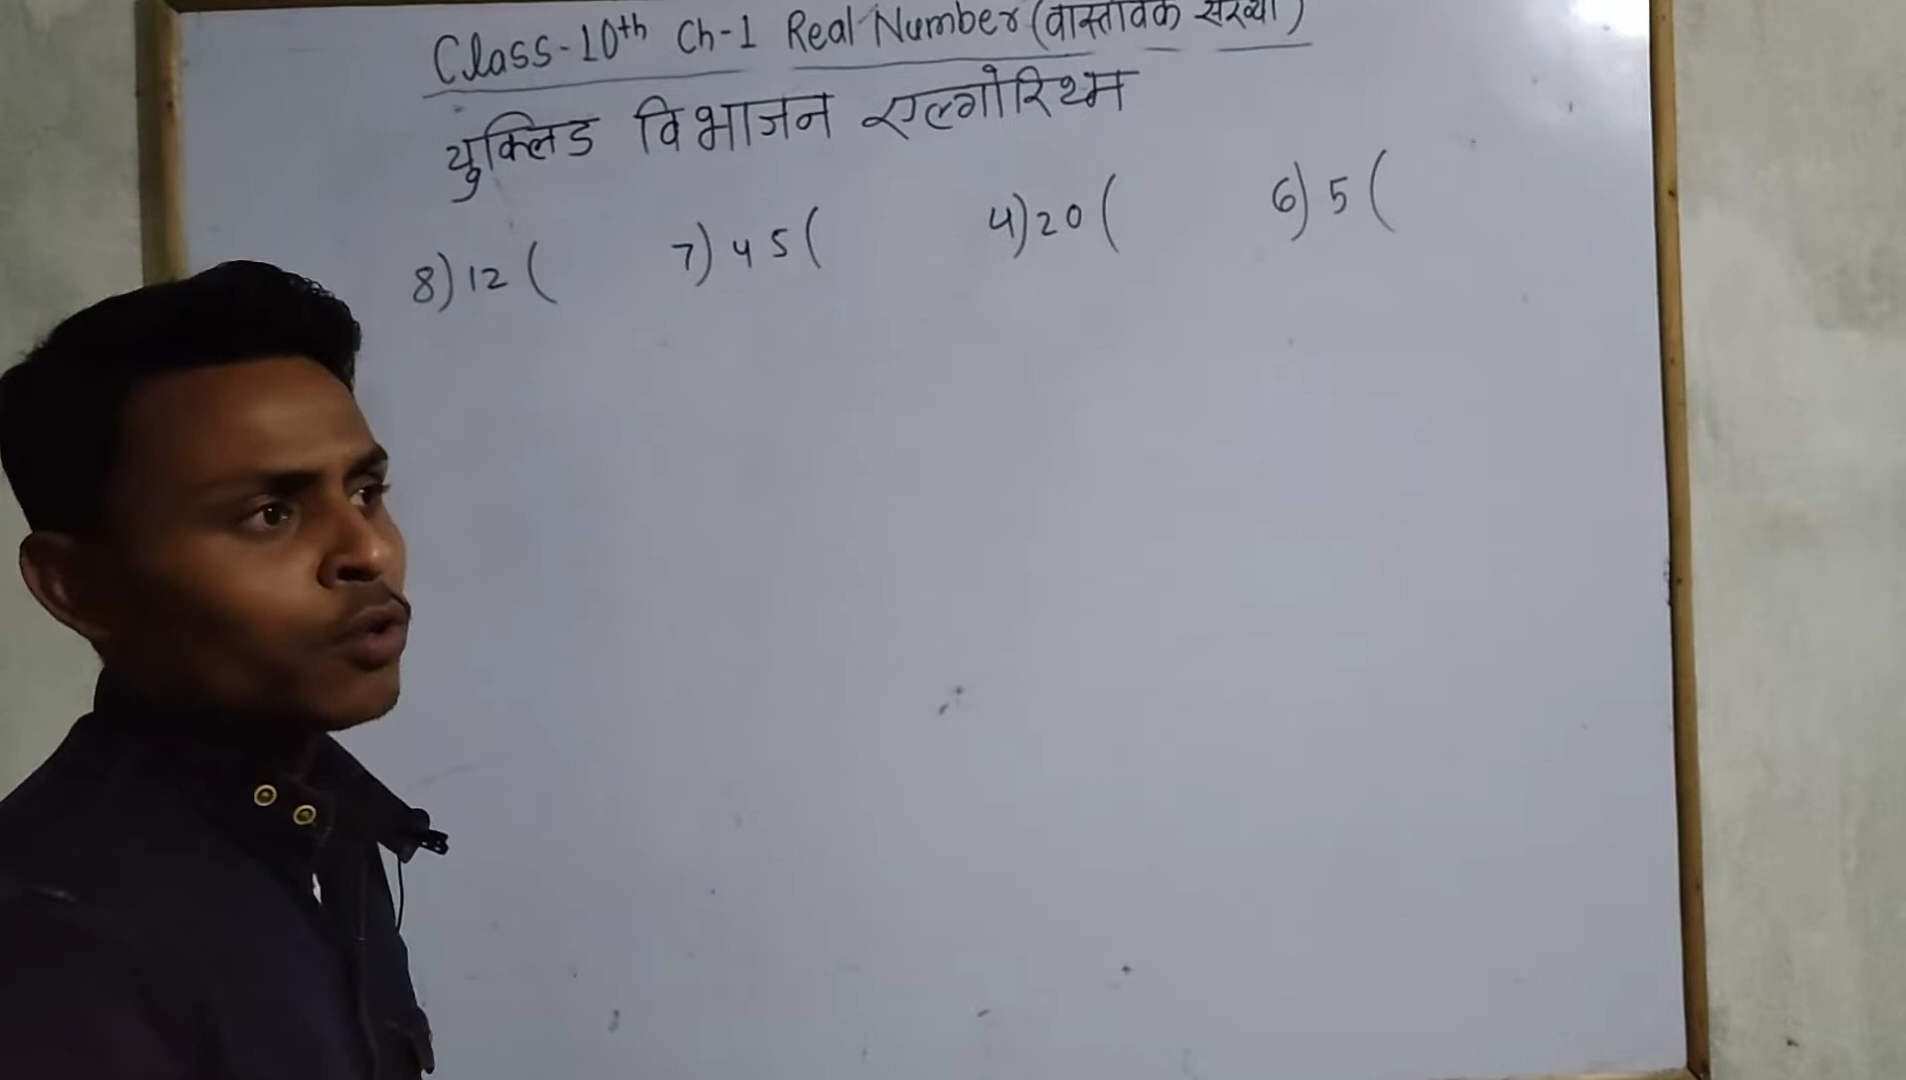 Class-10th Ch-1 Real Number (वास्तविक संख्या)
युक्लिड विभाजन एल्गोरिथ्म
8)12( 7)45( 4)20( 6)5(